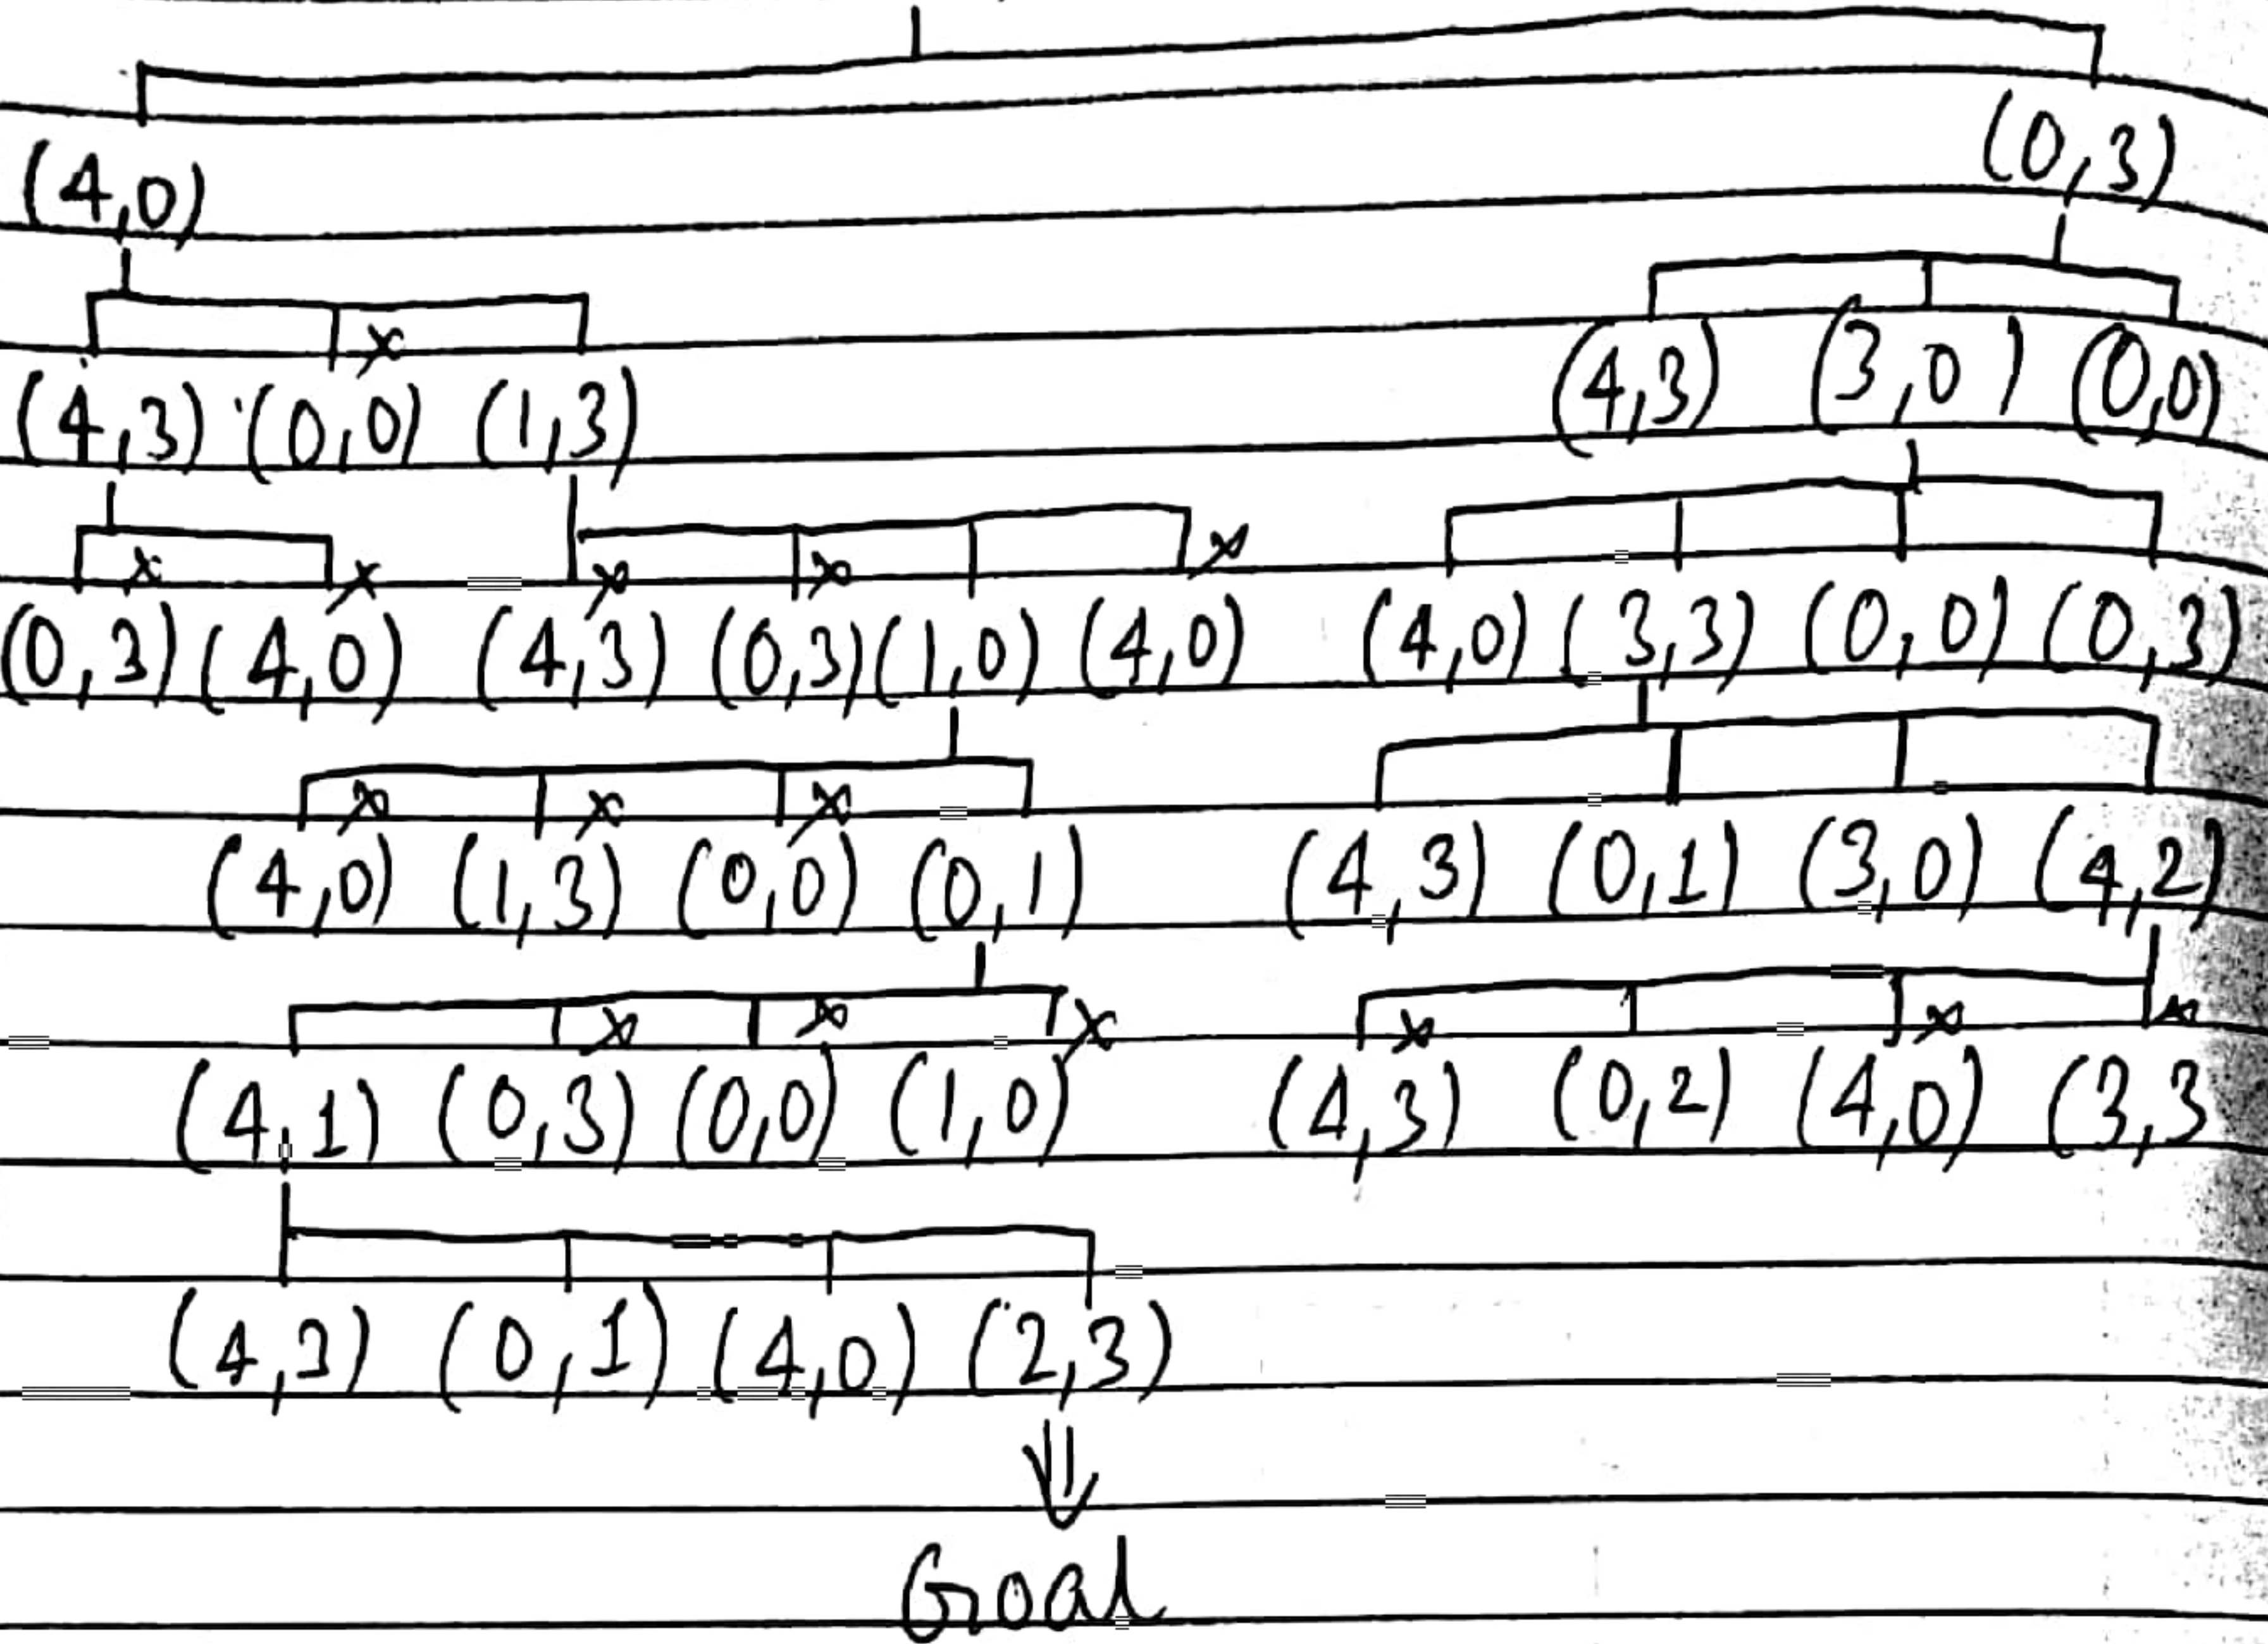 (4,0) (0,3)
x
(4,3) (0,0) (1,3) (4,3) (3,0) (0,0)
x x x x x
(0,3) (4,0) (4,3) (0,3) (1,0) (4,0) (4,0) (3,3) (0,0) (0,3)
x x x
(4,0) (1,3) (0,0) (0,1) (4,3) (0,1) (3,0) (4,2)
x x x x x x
(4,1) (0,3) (0,0) (1,0) (4,3) (0,2) (4,0) (3,3
(4,3) (0,1) (4,0) (2,3)
Goal